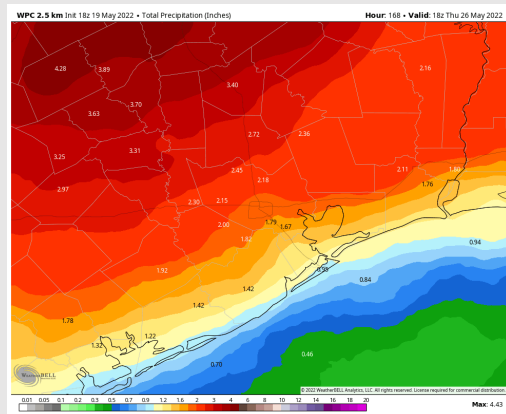 WPC 2.5 km Init 18z 19 May 2022 • Total Precipitation (Inches) Hour: 168 • Valid: 18z Thu 26 May 2022
4.28 3.89 2.16
3.40
3.70
3.63
2.72 2.36
3.31
3.25
2.45 2.11 1.80
2.18
2.97 1.76
2.30 2.15
2.00 1.79 1.67
1.82
0.94
1.92 0.95
0.84
1.42
1.42
1.78
1.22
1.32
0.46
0.70
WeatherBELL
© 2022 WeatherBELL Analytics, LLC. All rights reserved. License required for commercial distribution.
0.01 0.05 0.1 0.2 0.3 0.5 0.7 0.9 1.2 1.6 2 3 4 6 8 10 12 14 16 18 20
Max: 4.43